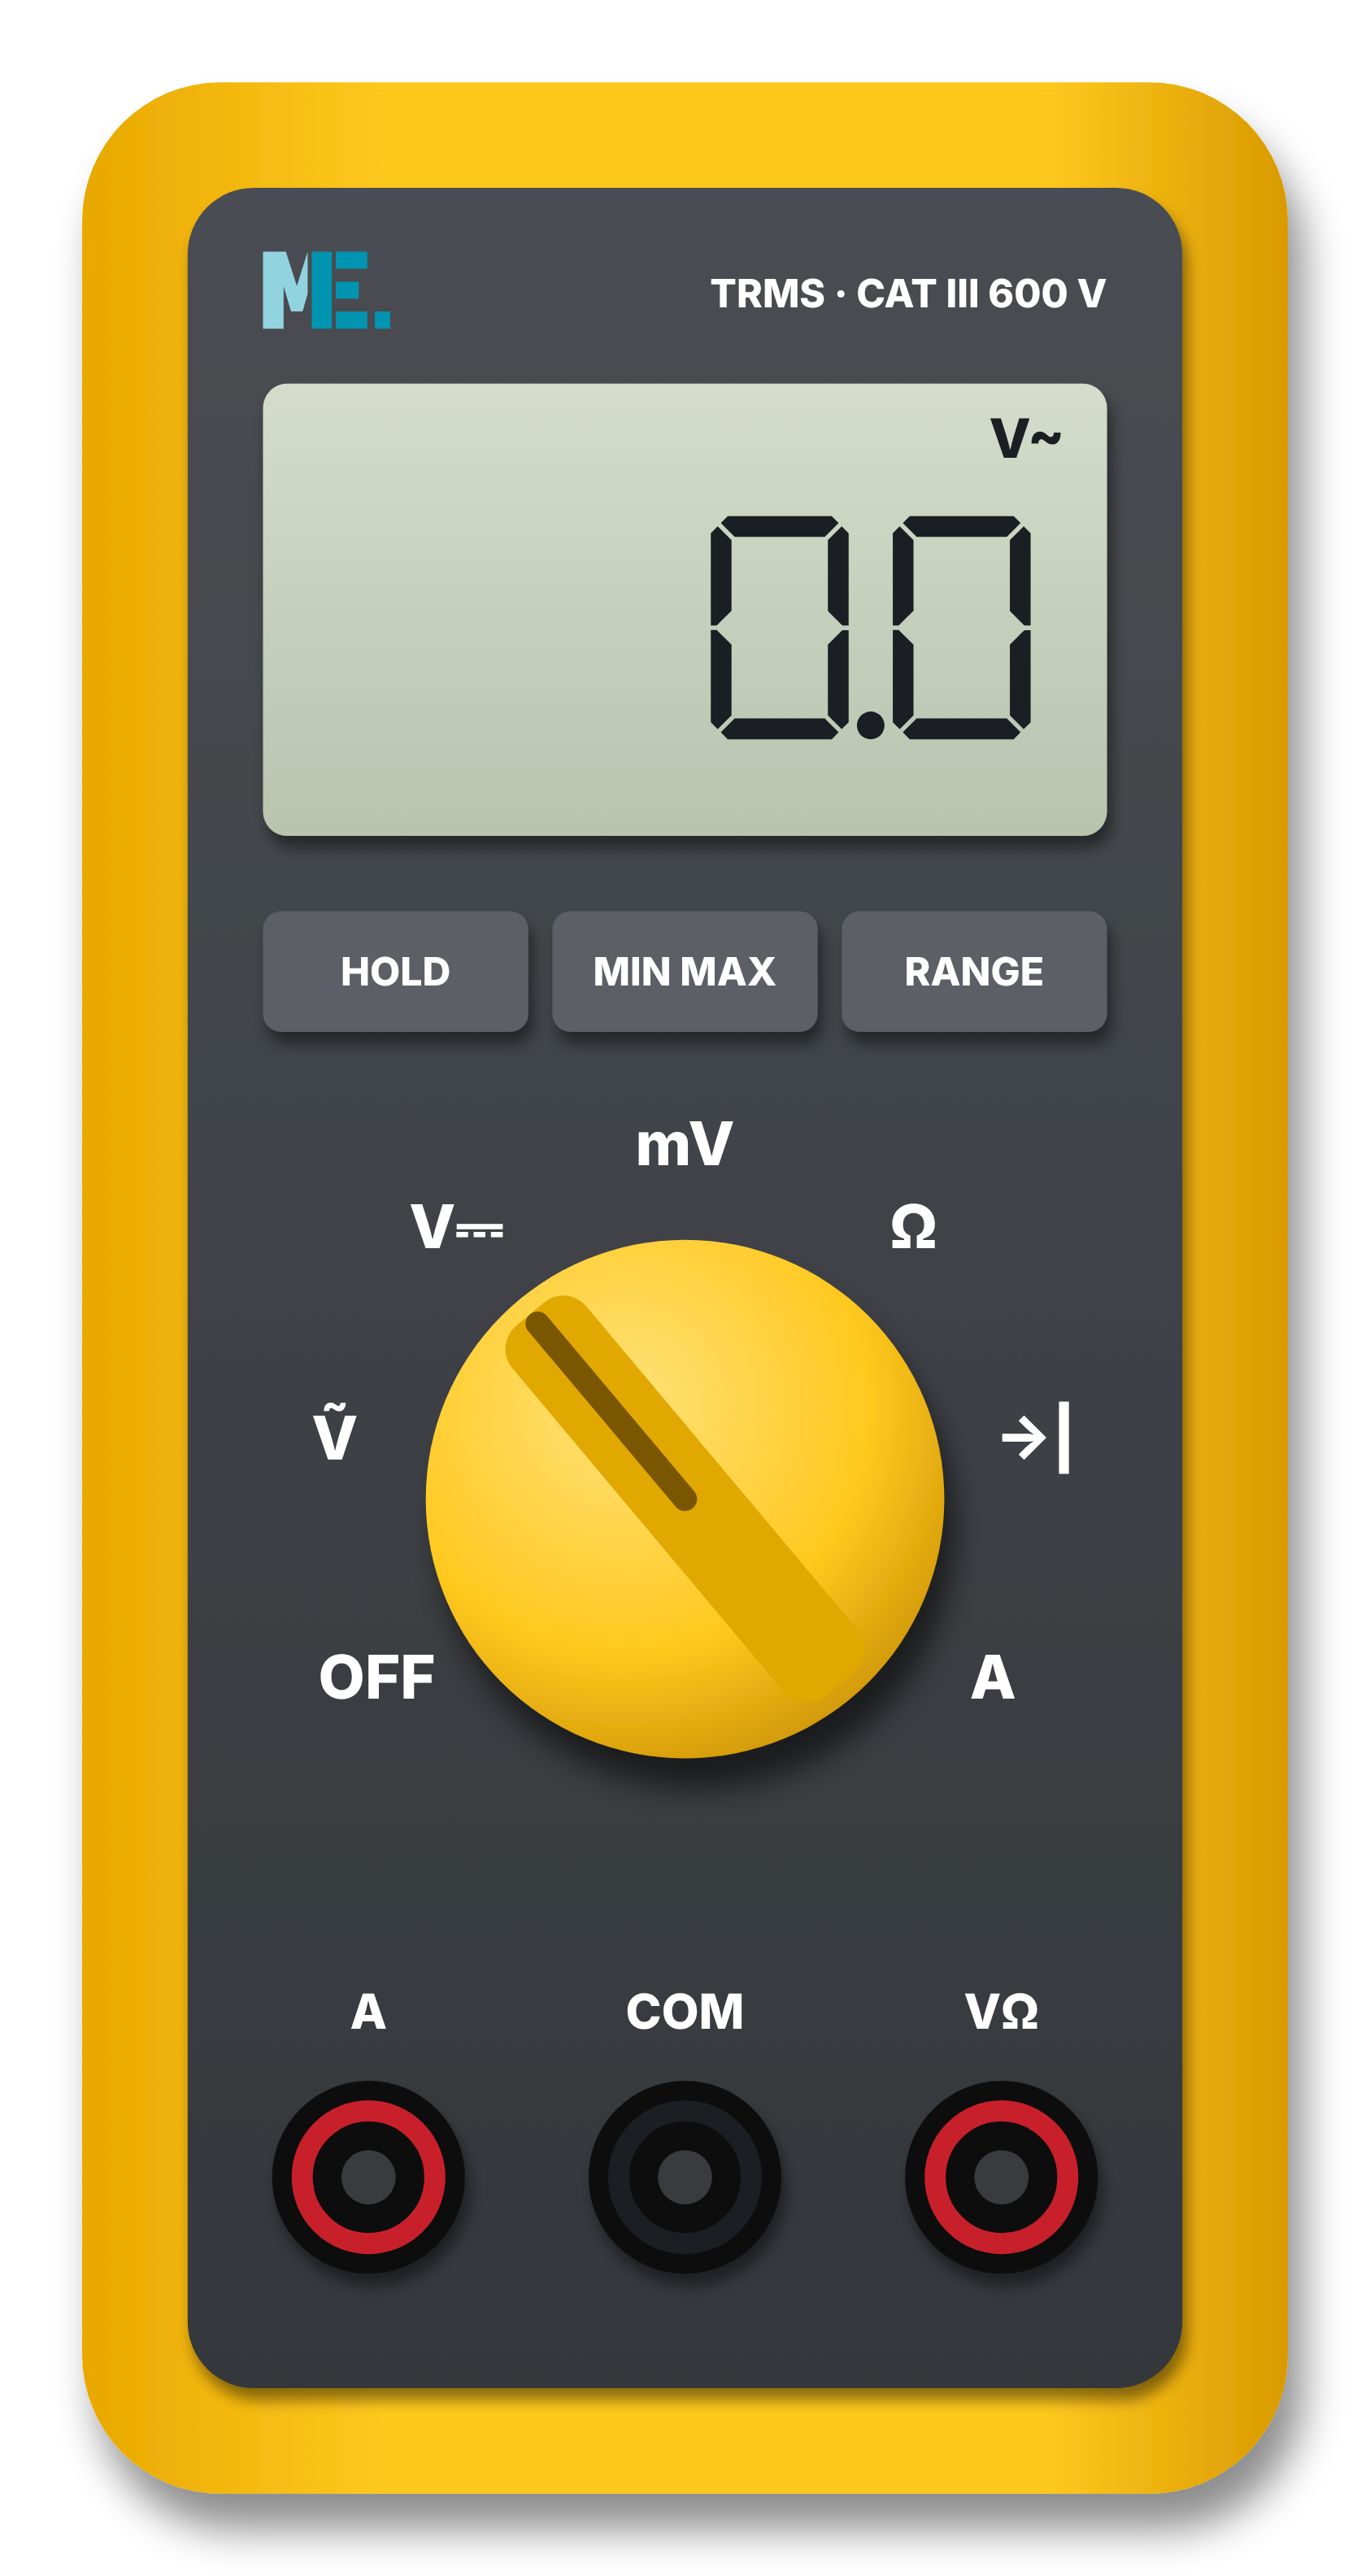 ME.
TRMS · CAT III 600 V
V~
0.0
HOLD
MIN MAX
RANGE
mV
V⎓
Ω
Ṽ
→|
OFF
A
A
COM
VΩ